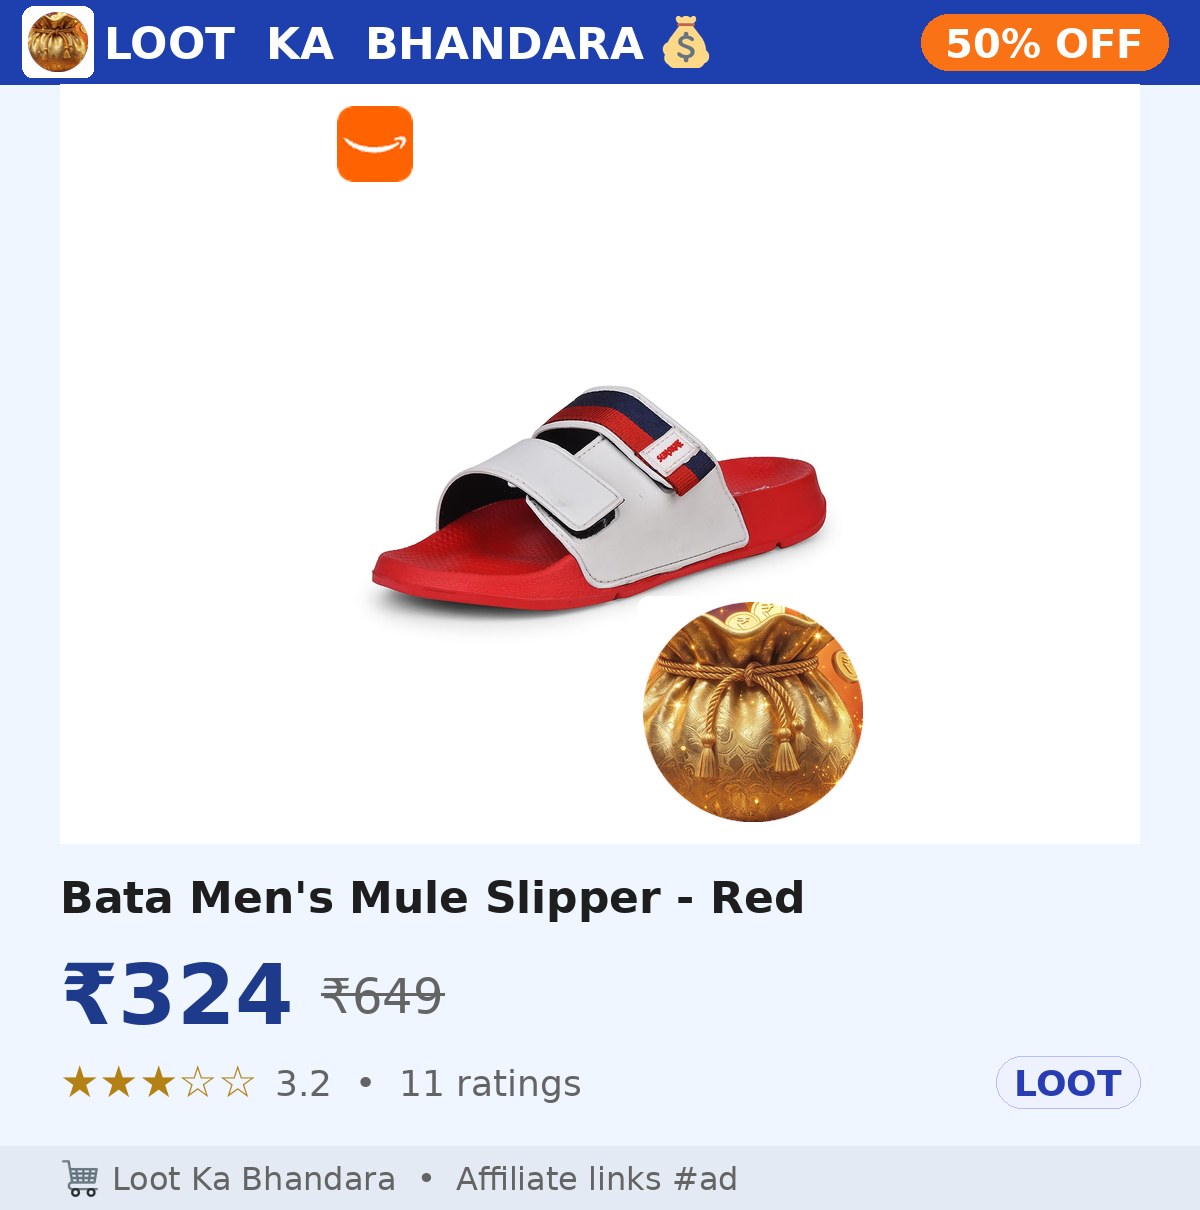 LOOT KA BHANDARA 50% OFF
Bata Men's Mule Slipper - Red
₹324 ₹649
★★★☆☆ 3.2 • 11 ratings
LOOT
Loot Ka Bhandara • Affiliate links #ad